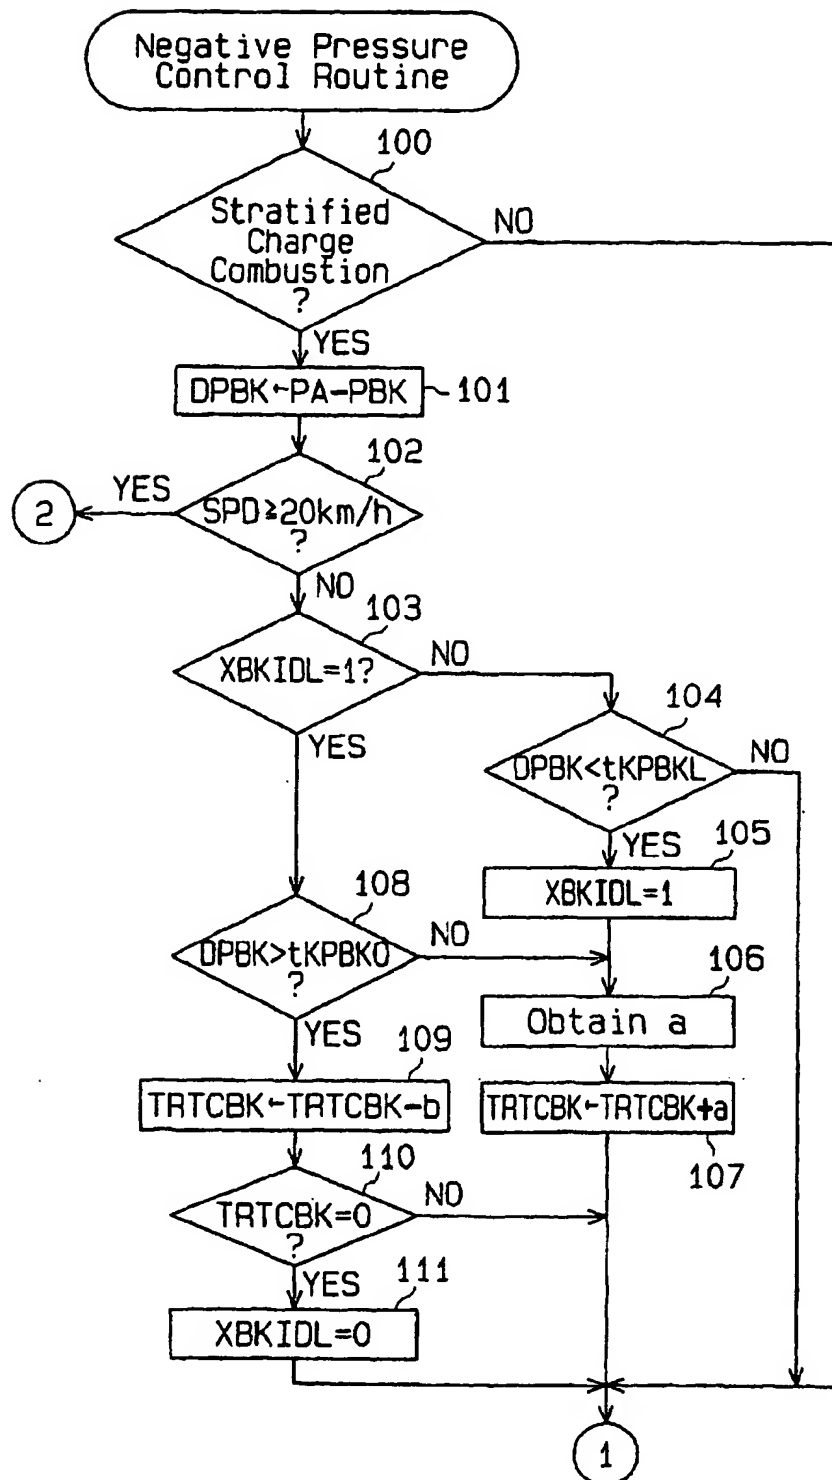 Negative Pressure
Control Routine
100
Stratified
Charge
Combustion
?
NO
YES
DPBK←PA-PBK
101
102
SPD≧20km/h
?
YES
2
NO
103
XBKIDL=1?
NO
YES
104
DPBK<tKPBKL
?
NO
YES
105
XBKIDL=1
108
DPBK>tKPBKO
?
NO
YES
106
Obtain a
109
TRTCBK←TRTCBK-b
TRTCBK←TRTCBK+a
107
110
TRTCBK=0
?
NO
YES
111
XBKIDL=0
1